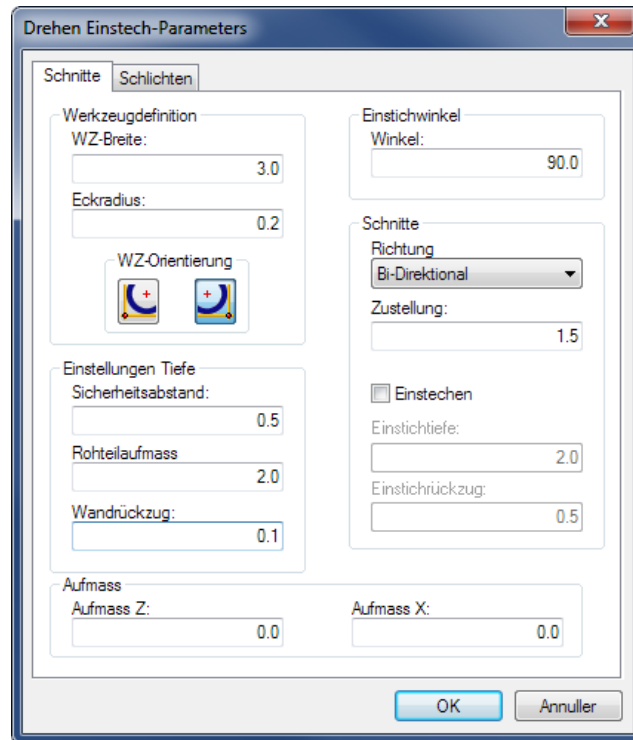 Drehen Einstech-Parameters
Schnitte
Schlichten
Werkzeugdefinition
WZ-Breite:
3.0
Eckradius:
0.2
WZ-Orientierung
Einstellungen Tiefe
Sicherheitsabstand:
0.5
Rohteilaufmass
2.0
Wandrückzug:
0.1
Einstichwinkel
Winkel:
90.0
Schnitte
Richtung
Bi-Direktional
Zustellung:
1.5
Einstechen
Einstichtiefe:
2.0
Einstichrückzug:
0.5
Aufmass
Aufmass Z:
0.0
Aufmass X:
0.0
OK
Annuller